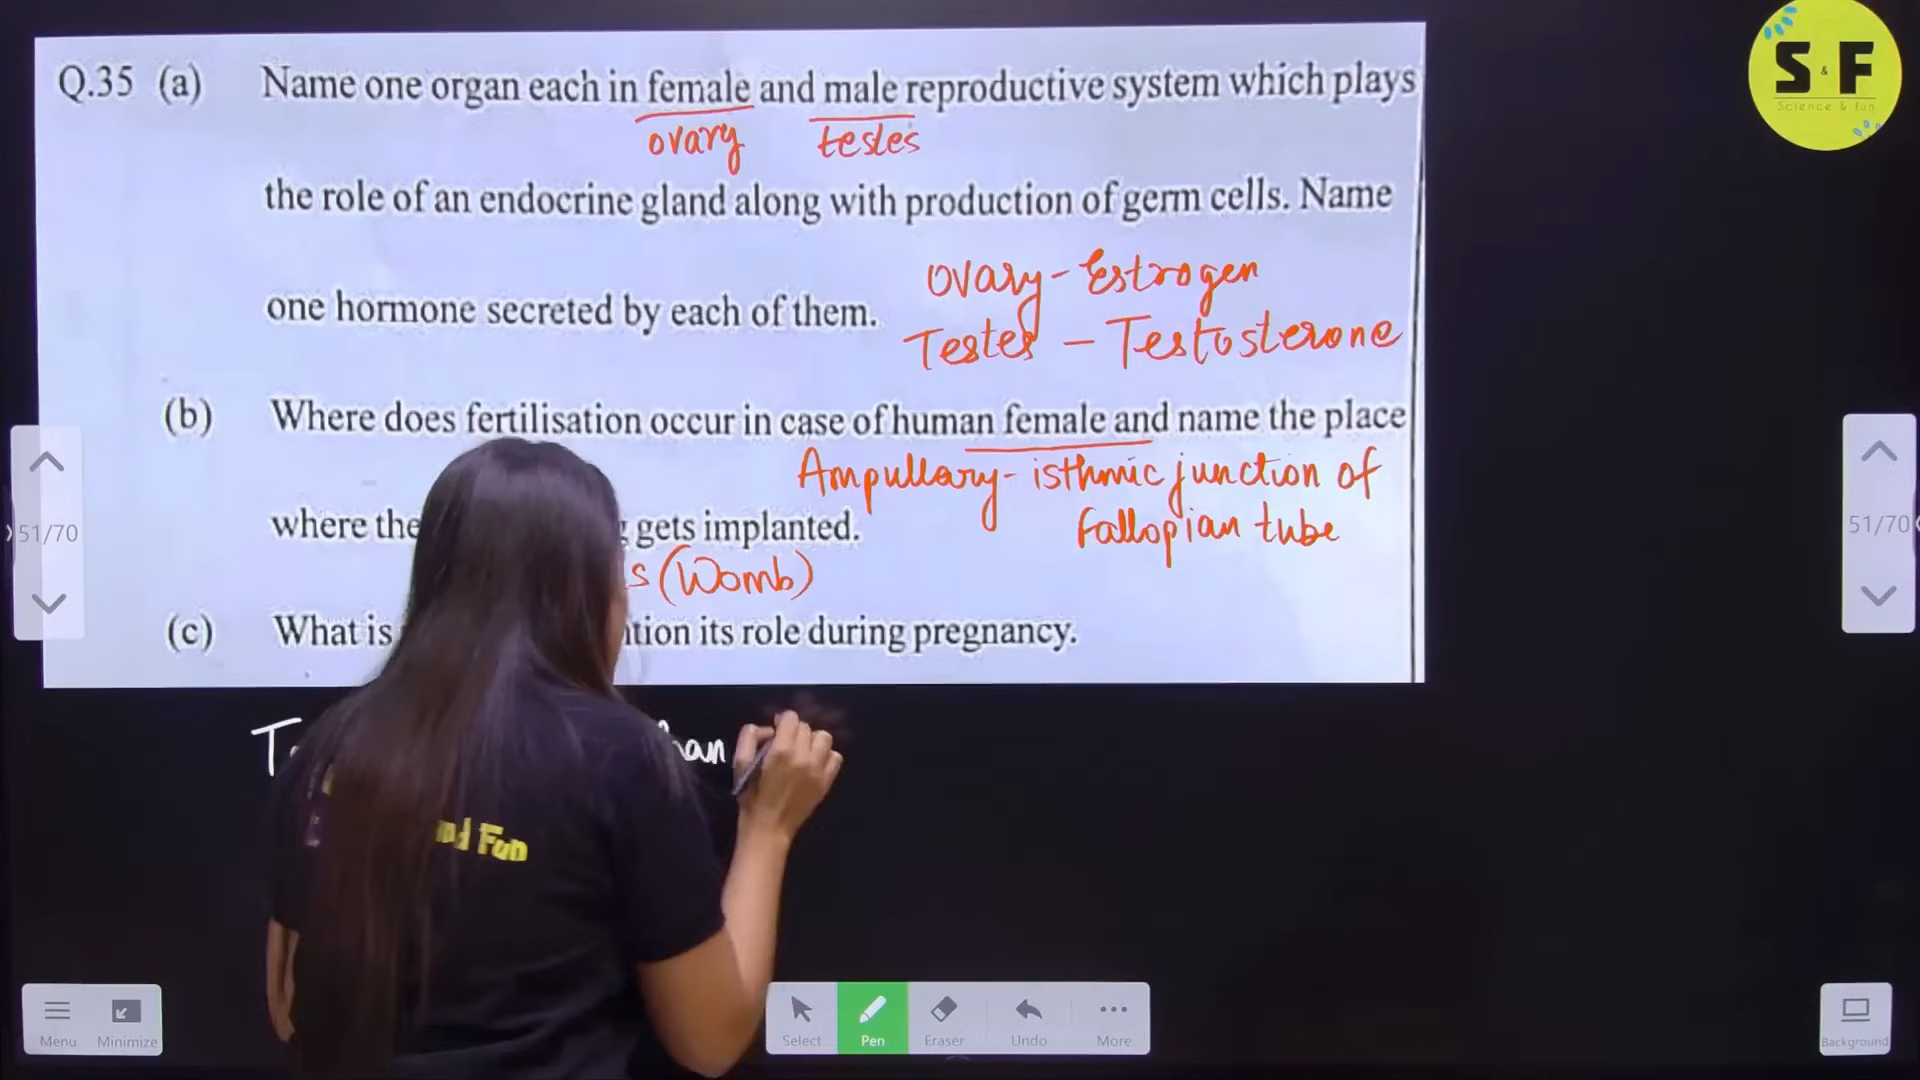 Q.35 (a) Name one organ each in female and male reproductive system which plays
ovary testes
the role of an endocrine gland along with production of germ cells. Name
Ovary - Estrogen
one hormone secreted by each of them.
Testes - Testosterone
(b) Where does fertilisation occur in case of human female and name the place
Ampullary - isthmic junction of
where the gets implanted.
fallopian tube
s (Womb)
(c) What is its role during pregnancy.
nd Fun
S & F
Science & fun
51/70
51/70
Menu Minimize
Select Pen Eraser Undo More
Background